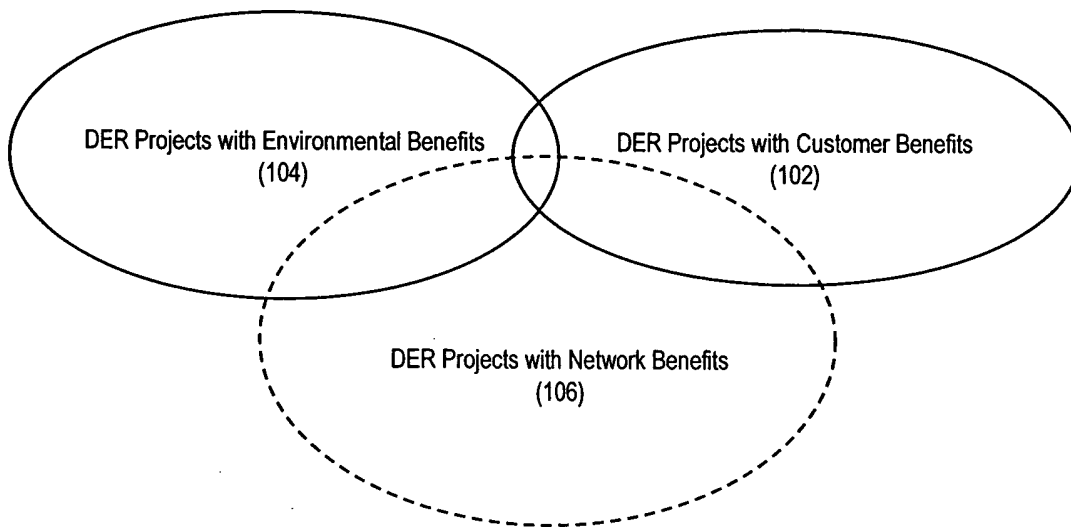 DER Projects with Environmental Benefits
(104)
DER Projects with Customer Benefits
(102)
DER Projects with Network Benefits
(106)